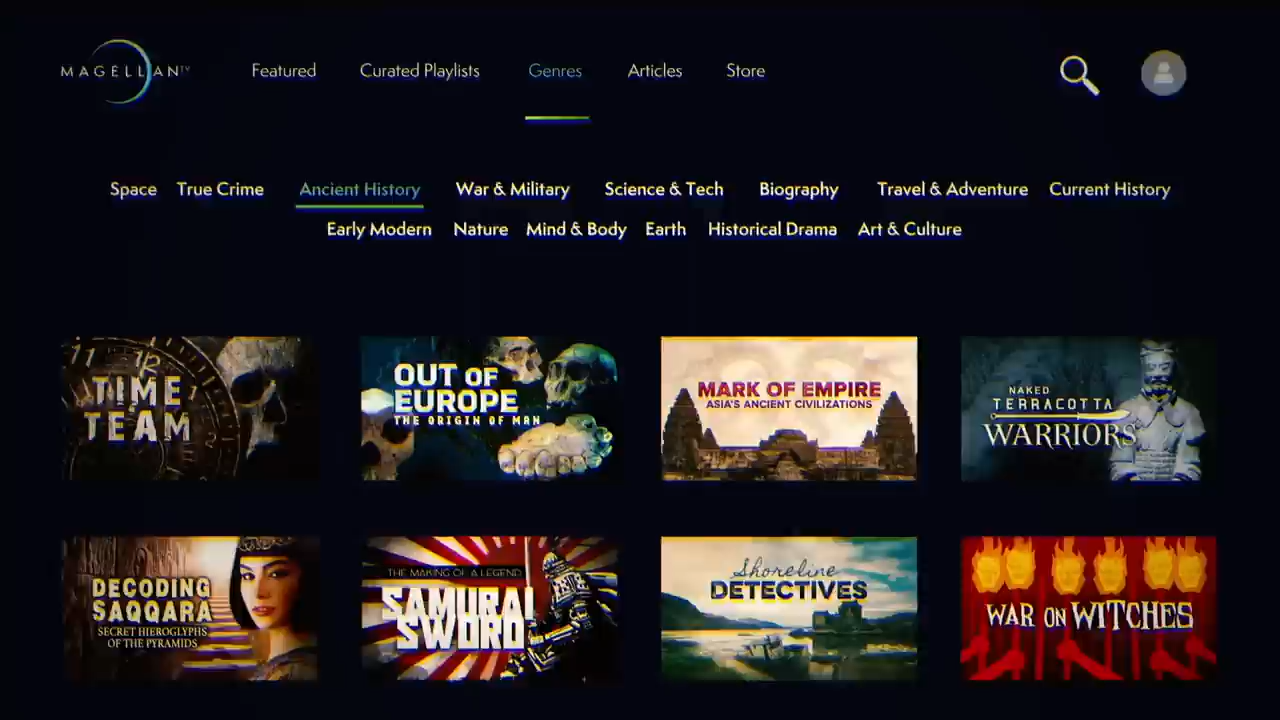 MAGELLAN TV
Featured Curated Playlists Genres Articles Store
Space True Crime Ancient History War & Military Science & Tech Biography Travel & Adventure Current History
Early Modern Nature Mind & Body Earth Historical Drama Art & Culture
11 12
TIME
TEAM
OUT OF
EUROPE
THE ORIGIN OF MAN
MARK OF EMPIRE
ASIA'S ANCIENT CIVILIZATIONS
NAKED
TERRACOTTA
WARRIORS
DECODING
SAQQARA
SECRET HIEROGLYPHS
OF THE PYRAMIDS
THE MAKING OF A LEGEND
SAMURAI
SWORD
Shoreline
DETECTIVES
WAR ON WITCHES